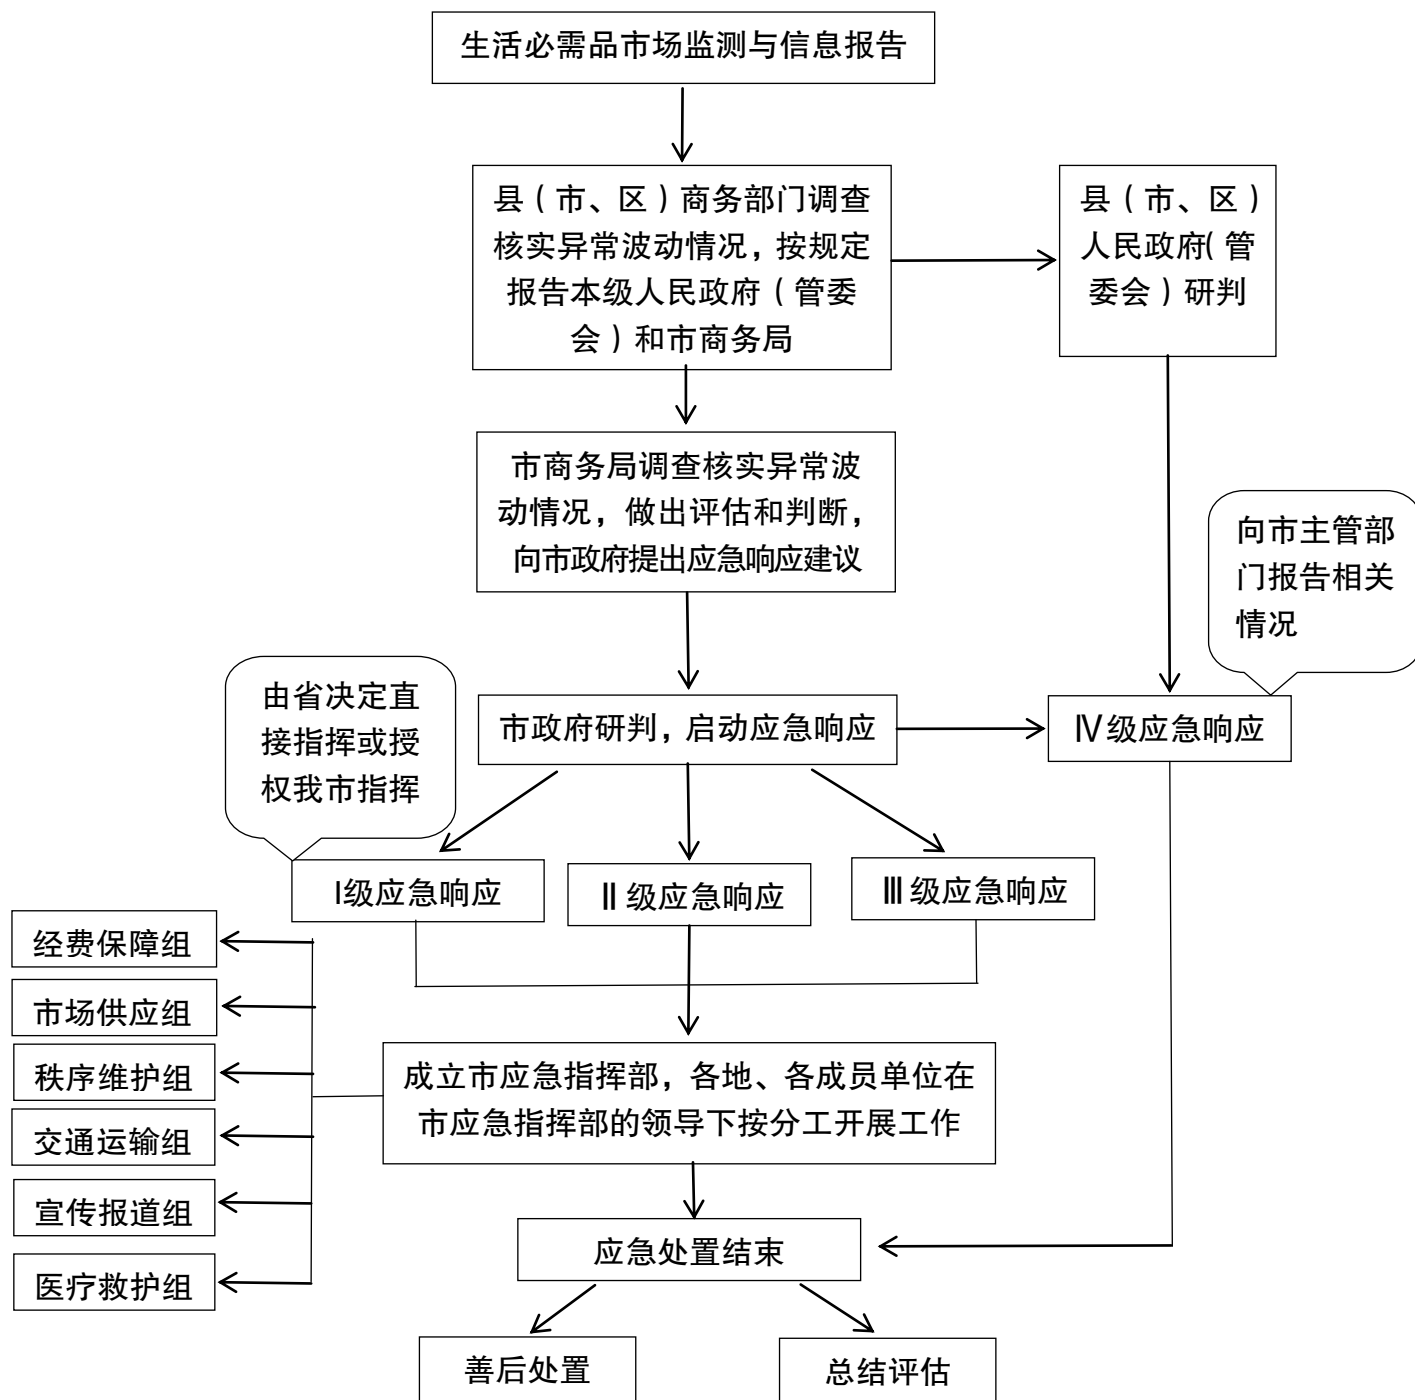 生活必需品市场监测与信息报告
县（市、区）商务部门调查
核实异常波动情况，按规定
报告本级人民政府（管委
会）和市商务局
县（市、区）
人民政府（管
委会）研判
市商务局调查核实异常波
动情况，做出评估和判断，
向市政府提出应急响应建议
向市主管部
门报告相关
情况
由省决定直
接指挥或授
权我市指挥
市政府研判，启动应急响应
Ⅳ级应急响应
Ⅰ级应急响应
Ⅱ级应急响应
Ⅲ级应急响应
经费保障组
市场供应组
秩序维护组
交通运输组
宣传报道组
医疗救护组
成立市应急指挥部，各地、各成员单位在
市应急指挥部的领导下按分工开展工作
应急处置结束
善后处置
总结评估